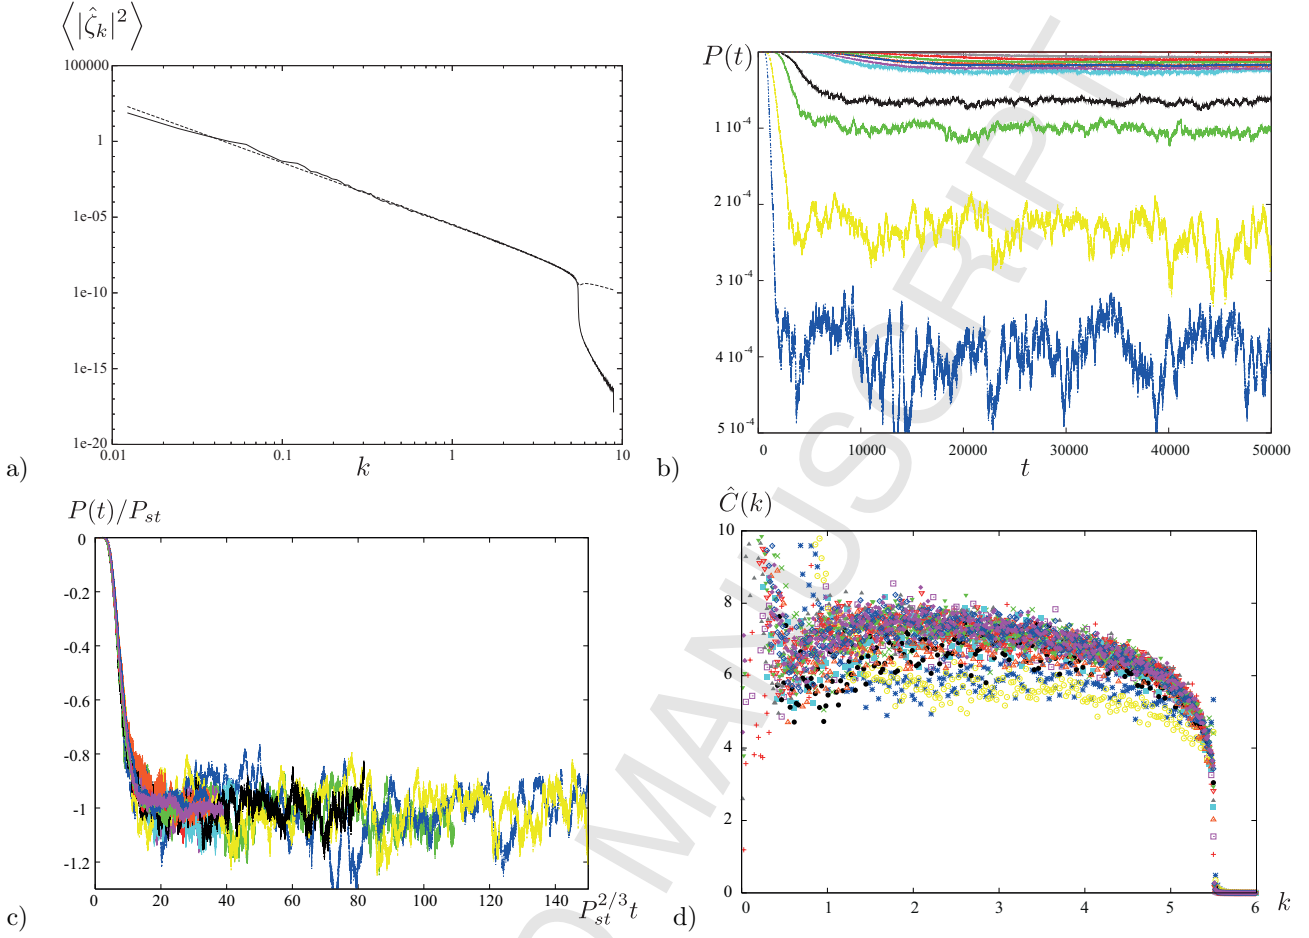 ⟨|ζ̂_k|^2⟩
100000
1
1e-05
1e-10
1e-15
1e-20
0.01
0.1
1
10
k
a)
P(t)
1 10^-4
2 10^-4
3 10^-4
4 10^-4
5 10^-4
0
10000
20000
30000
40000
50000
t
b)
P(t)/P_st
0
-0.2
-0.4
-0.6
-0.8
-1
-1.2
0
20
40
60
80
100
120
140
P_st^{2/3} t
c)
Ĉ(k)
10
8
6
4
2
0
0
1
2
3
4
5
6
k
d)
D MANUSCRIPT